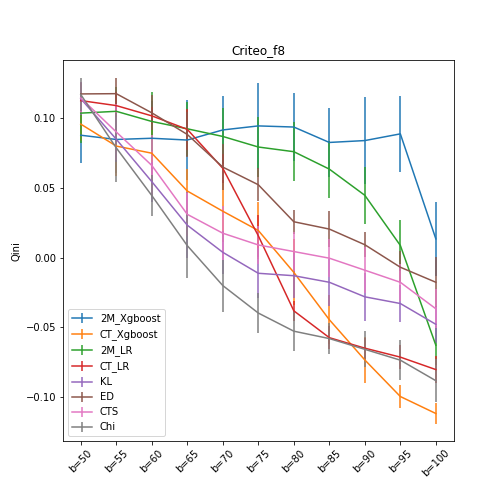 Criteo_f8
Qini
0.10
0.05
0.00
−0.05
−0.10
2M_Xgboost
CT_Xgboost
2M_LR
CT_LR
KL
ED
CTS
Chi
b=50
b=55
b=60
b=65
b=70
b=75
b=80
b=85
b=90
b=95
b=100